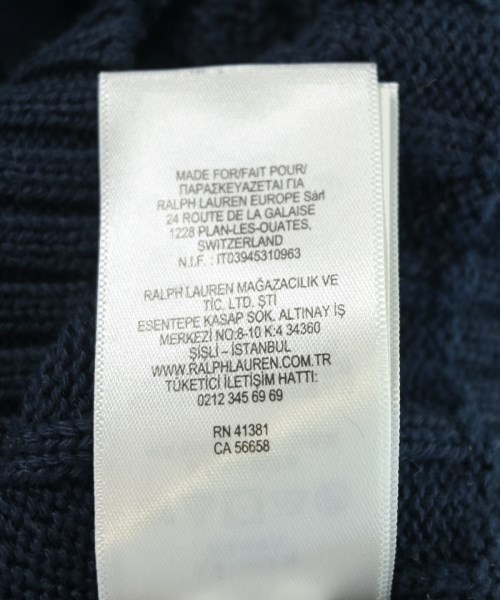 MADE FOR/FAIT POUR/
ΠΑΡΑΣΚΕΥΑΖΕΤΑΙ ΓΙΑ
RALPH LAUREN EUROPE Sàrl
24 ROUTE DE LA GALAISE
1228 PLAN-LES-OUATES,
SWITZERLAND
N.I.F. : IT03945310963
RALPH LAUREN MAĞAZACILIK VE
TİC. LTD. ŞTİ
ESENTEPE KASAP SOK. ALTINAY İŞ
MERKEZİ NO:8-10 K:4 34360
ŞİŞLİ – İSTANBUL
WWW.RALPHLAUREN.COM.TR
TÜKETİCİ İLETİŞİM HATTI:
0212 345 69 69
RN 41381
CA 56658